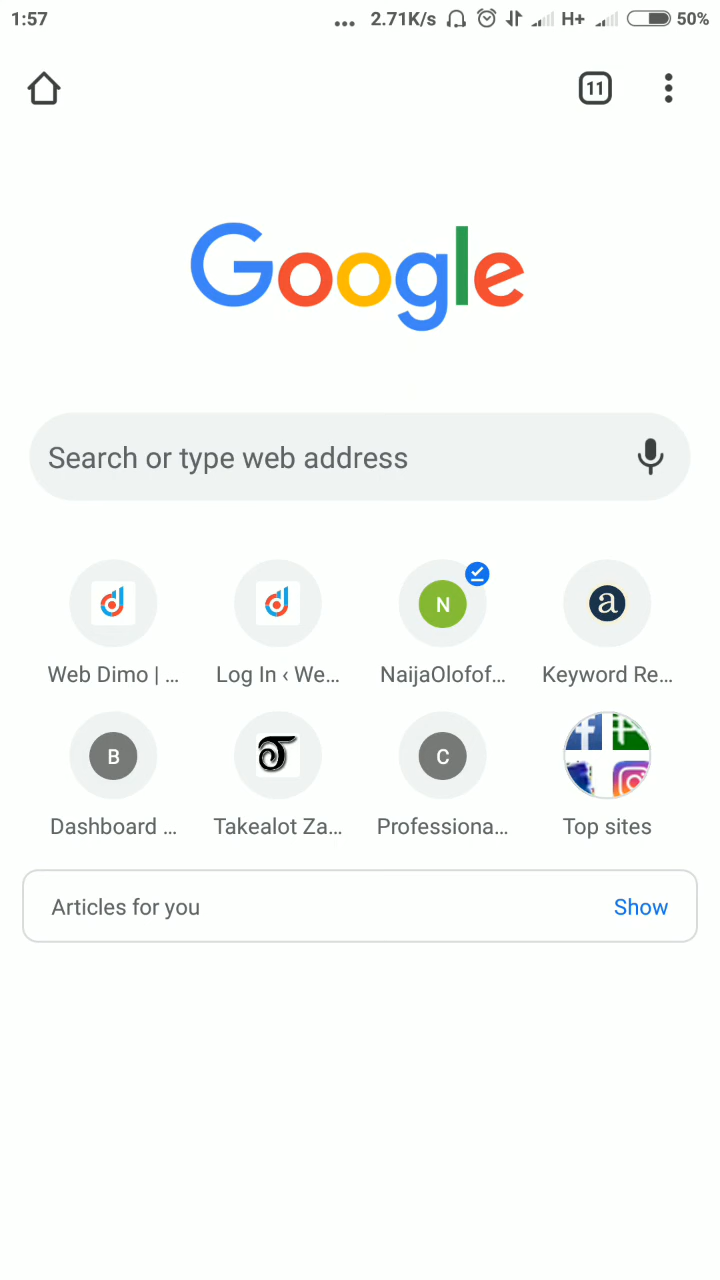 1:57 ... 2.71K/s H+ 50%
11
Google
Search or type web address
d d N a
Web Dimo | ... Log In ‹ We... NaijaOlofof... Keyword Re...
B C f
Dashboard ... Takealot Za... Professiona... Top sites
Articles for you Show